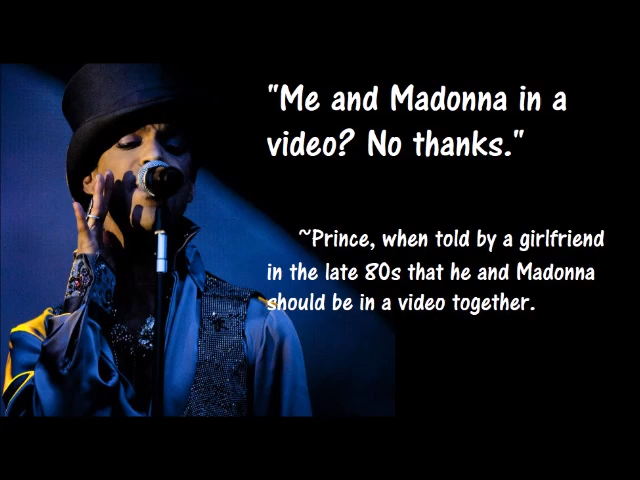 "Me and Madonna in a
video? No thanks."
~Prince, when told by a girlfriend
in the late 80s that he and Madonna
should be in a video together.